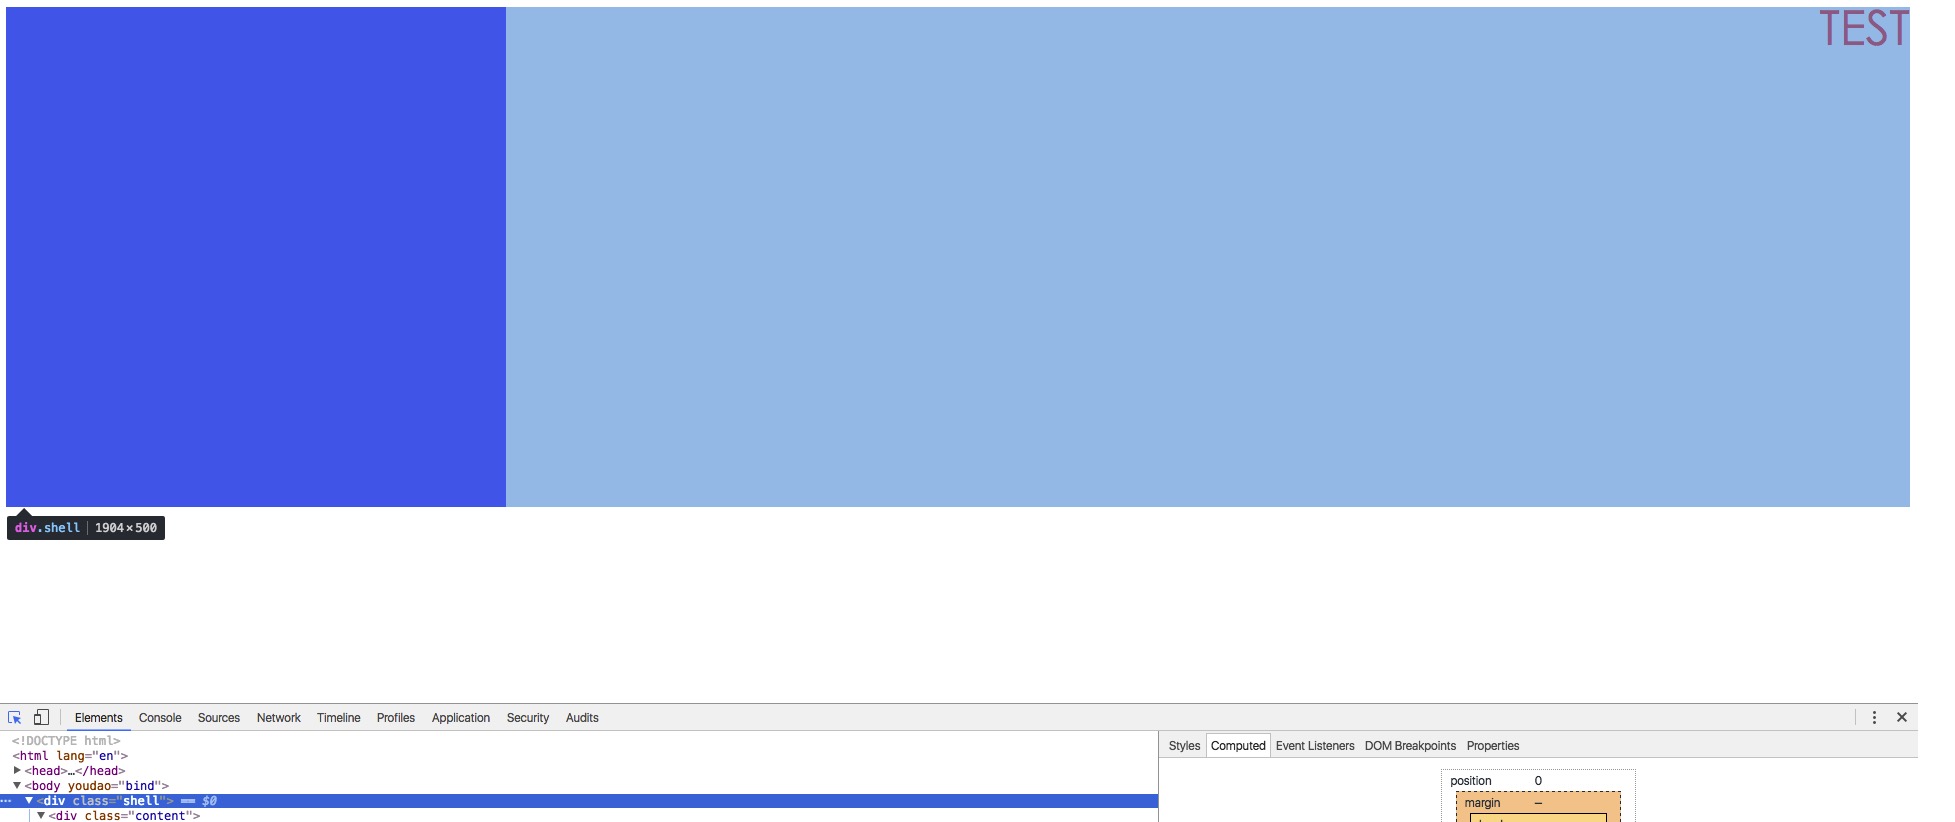 TEST
div.shell 1904×500
Elements Console Sources Network Timeline Profiles Application Security Audits
<!DOCTYPE html>
<html lang="en">
<head>…</head>
<body youdao="bind">
<div class="shell"> == $0
<div class="content">
Styles Computed Event Listeners DOM Breakpoints Properties
position 0
margin –